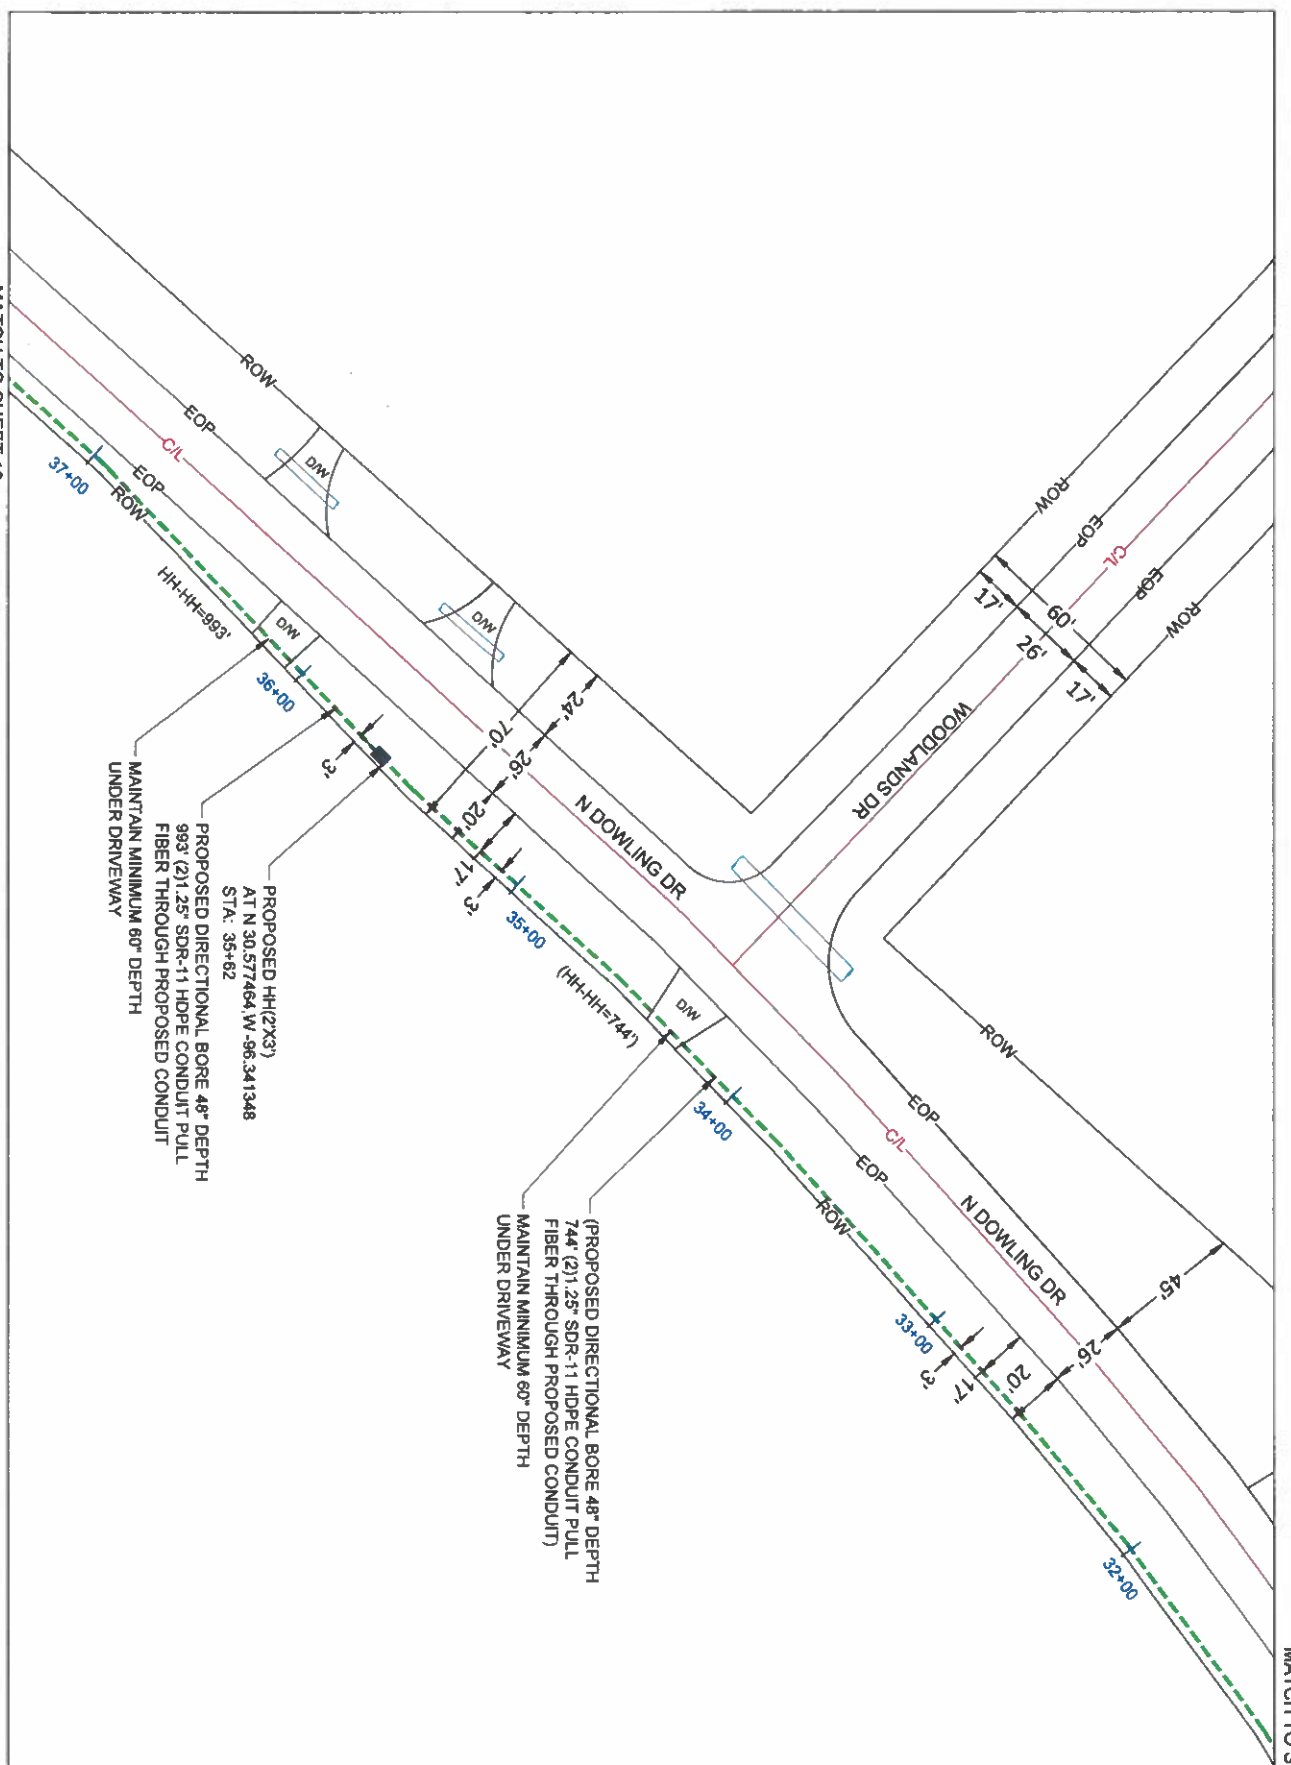 ROW
EOP
C/L
EOP
ROW
60'
17'
26'
17'
WOODLANDS DR
ROW
EOP
C/L
EOP
ROW
37+00
D/W
D/W
HH-HH=993'
D/W
36+00
3'
24'
70'
26'
20'
17'
3'
35+00
N DOWLING DR
(HH-HH=744')
D/W
34+00
ROW
EOP
C/L
EOP
ROW
N DOWLING DR
33+00
3'
17'
20'
26'
45'
32+00
PROPOSED HH(2'X3')
AT N 30.577464,W -96.341348
STA: 35+62
PROPOSED DIRECTIONAL BORE 48" DEPTH
993' (2)1.25" SDR-11 HDPE CONDUIT PULL
FIBER THROUGH PROPOSED CONDUIT
MAINTAIN MINIMUM 60" DEPTH
UNDER DRIVEWAY
(PROPOSED DIRECTIONAL BORE 48" DEPTH
744' (2)1.25" SDR-11 HDPE CONDUIT PULL
FIBER THROUGH PROPOSED CONDUIT)
MAINTAIN MINIMUM 60" DEPTH
UNDER DRIVEWAY
MATCH TO
MATCH TO SHEET